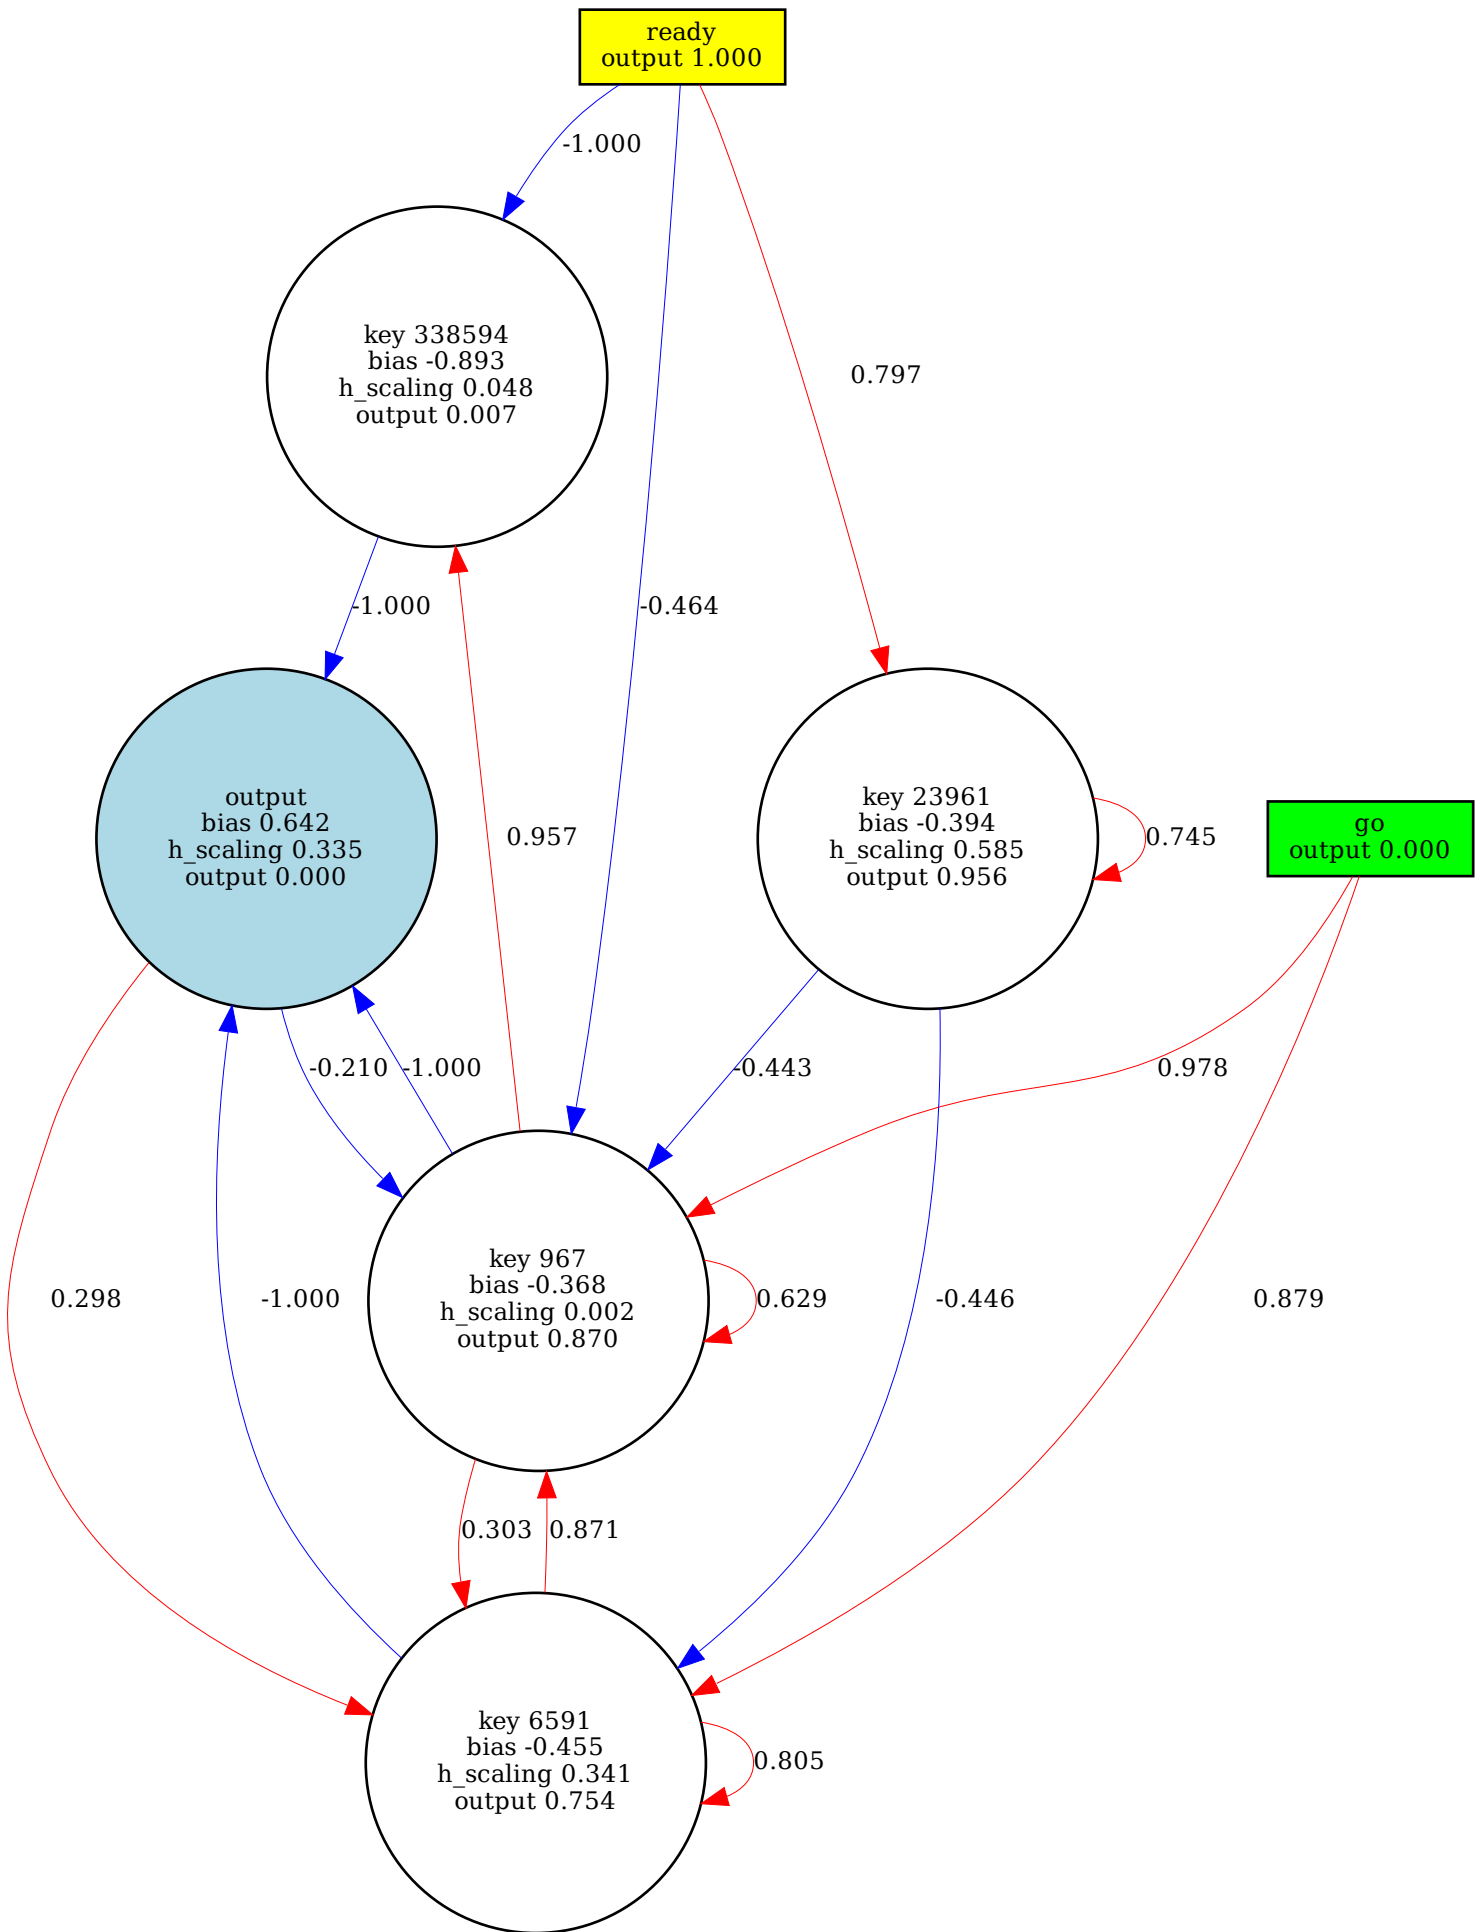 ready
output 1.000
-1.000
key 338594
bias -0.893
h_scaling 0.048
output 0.007
0.797
-1.000
-0.464
output
bias 0.642
h_scaling 0.335
output 0.000
0.957
key 23961
bias -0.394
h_scaling 0.585
output 0.956
0.745
go
output 0.000
-0.210
-1.000
-0.443
0.978
0.298
-1.000
key 967
bias -0.368
h_scaling 0.002
output 0.870
0.629
-0.446
0.879
0.303
0.871
key 6591
bias -0.455
h_scaling 0.341
output 0.754
0.805